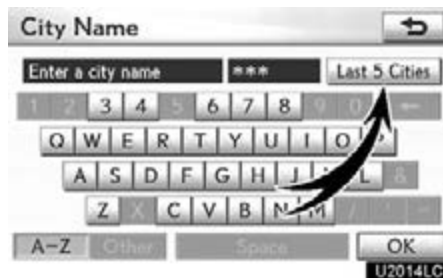 City Name
Enter a city name *** Last 5 Cities
1 2 3 4 5 6 7 8 9 0
Q W E R T Y U I O P
A S D F G H J L &
Z X C V B N M / ' -
A-Z Other Space OK
U2014LC